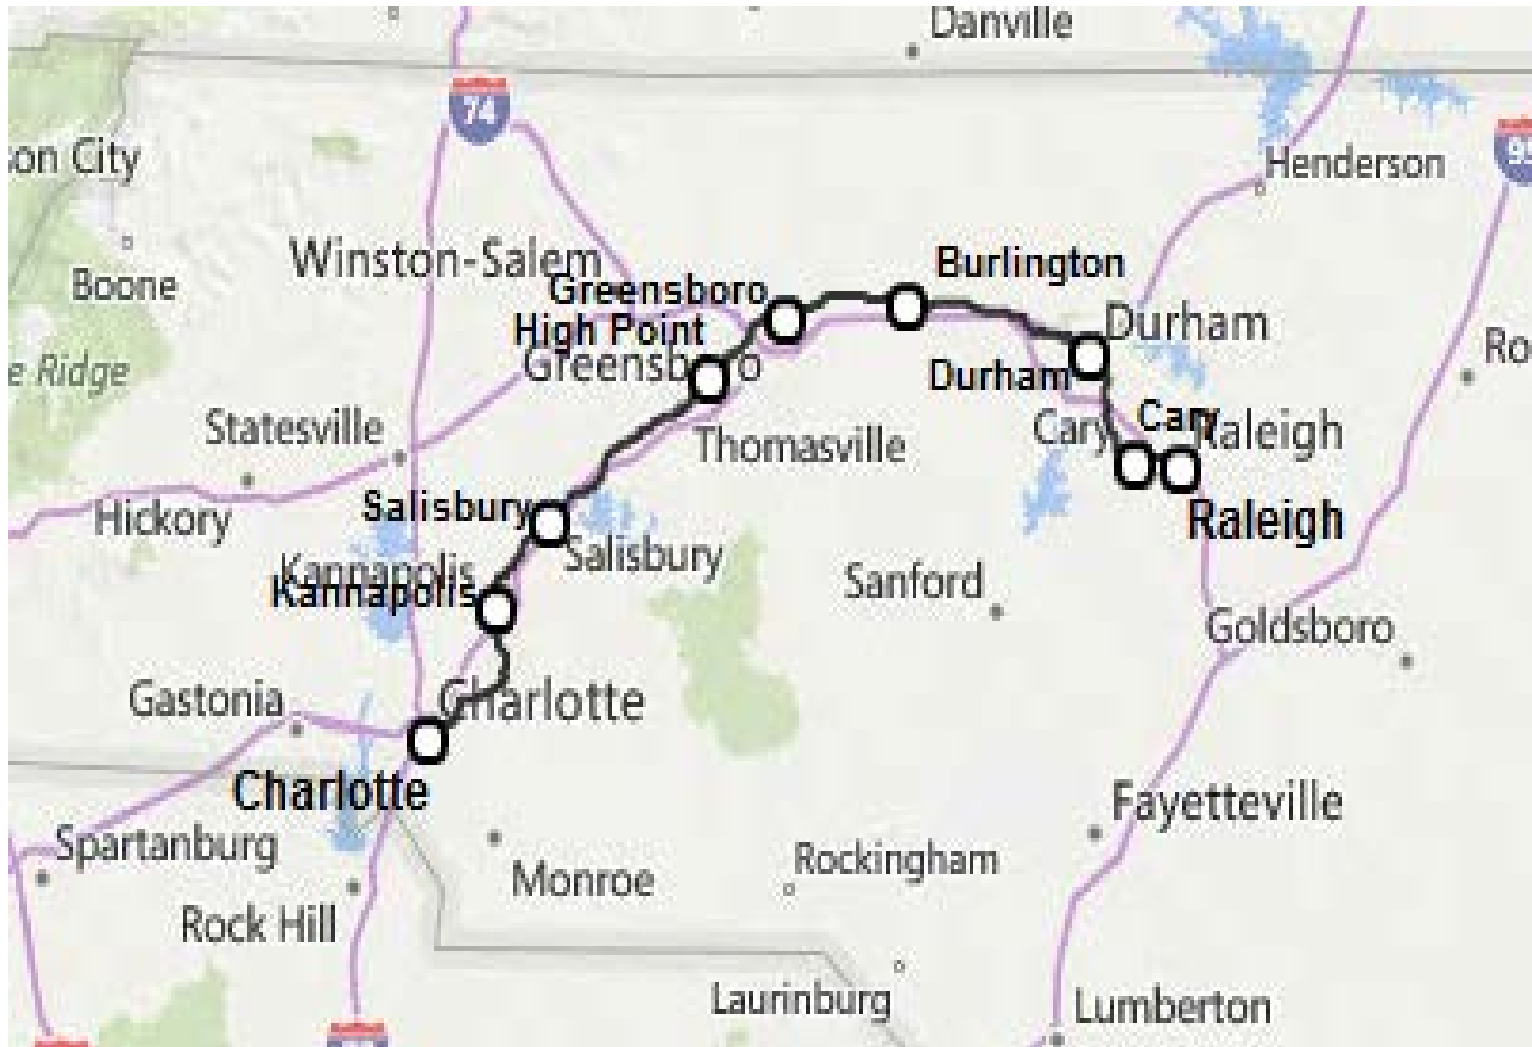 Danville
74
on City
Henderson
95
Winston-Salem
Boone
Burlington
Greensboro
High Point
Durham
Greensboro
Durham
e Ridge
Ro
Statesville
Cary
Cary
Raleigh
Thomasville
Salisbury
Hickory
Raleigh
Salisbury
Kannapolis
Kannapolis
Sanford
Goldsboro
Gastonia
Charlotte
Charlotte
Fayetteville
Spartanburg
Rockingham
Monroe
Rock Hill
Laurinburg
Lumberton